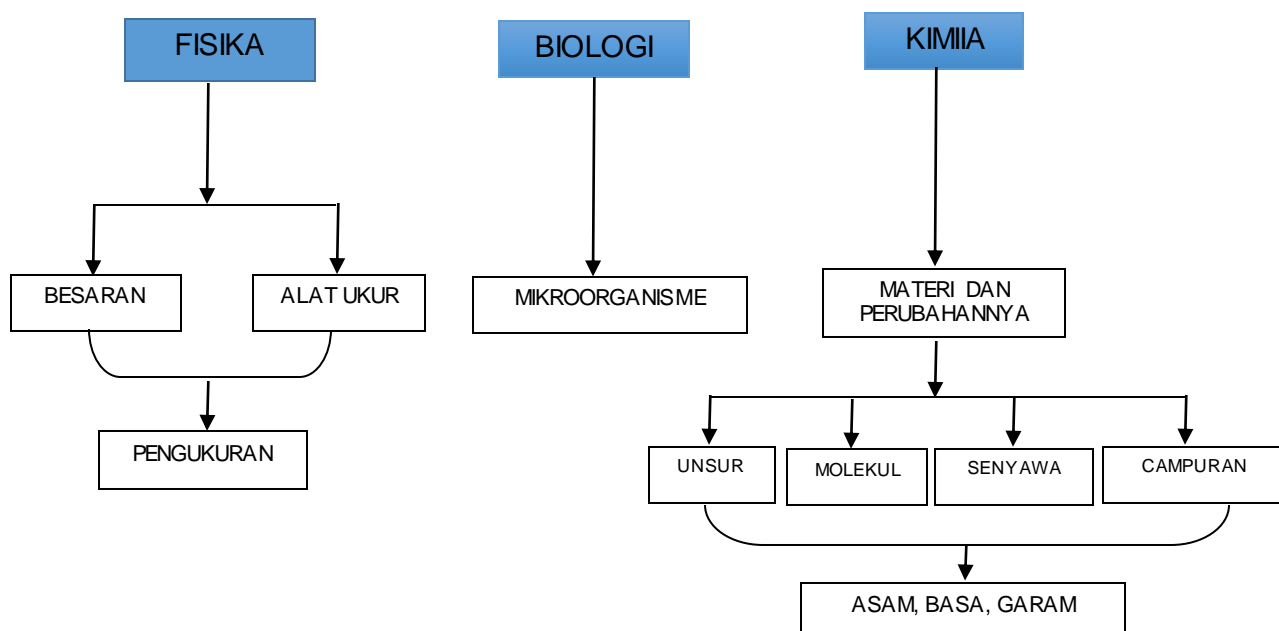 FISIKA
BIOLOGI
KIMIIA
BESARAN
ALAT UKUR
MIKROORGANISME
MATERI DAN
PERUBAHANNYA
PENGUKURAN
UNSUR
MOLEKUL
SENYAWA
CAMPURAN
ASAM, BASA, GARAM